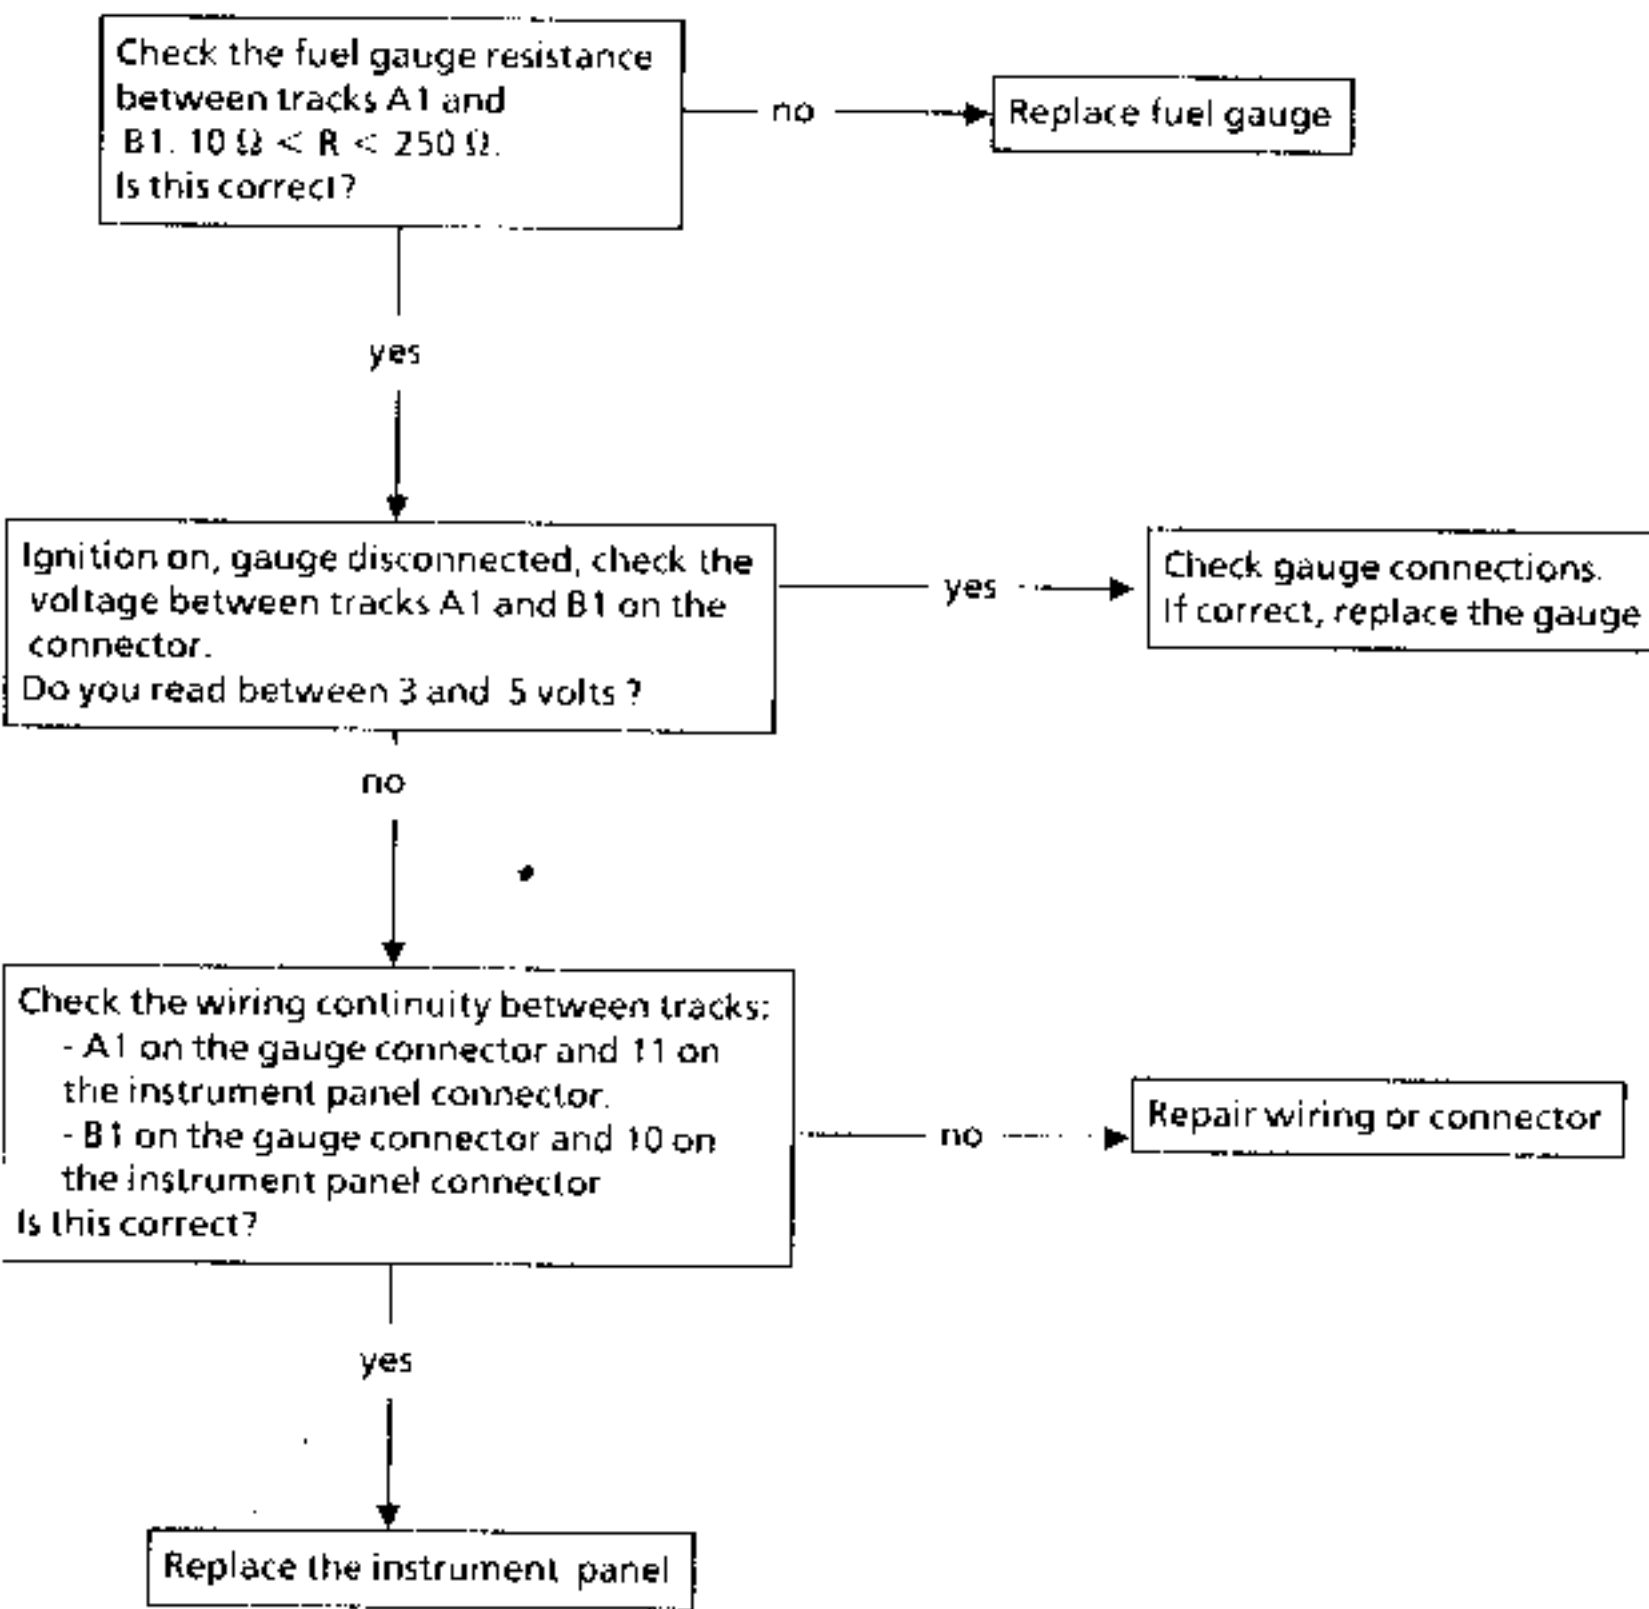 Check the fuel gauge resistance
between tracks A1 and
B1. 10 Ω < R < 250 Ω.
Is this correct?
no
Replace fuel gauge
yes
Ignition on, gauge disconnected, check the
voltage between tracks A1 and B1 on the
connector.
Do you read between 3 and 5 volts ?
yes
Check gauge connections.
If correct, replace the gauge
no
Check the wiring continuity between tracks:
- A1 on the gauge connector and 11 on
the instrument panel connector.
- B1 on the gauge connector and 10 on
the instrument panel connector
Is this correct?
no
Repair wiring or connector
yes
Replace the instrument panel